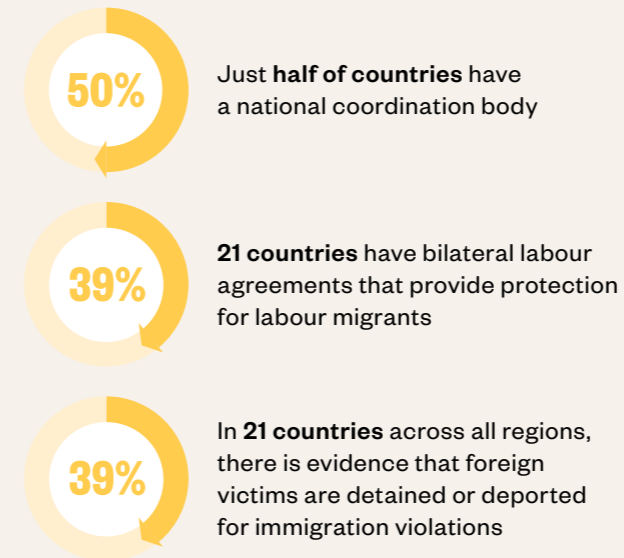 50%
Just half of countries have
a national coordination body
39%
21 countries have bilateral labour
agreements that provide protection
for labour migrants
39%
In 21 countries across all regions,
there is evidence that foreign
victims are detained or deported
for immigration violations